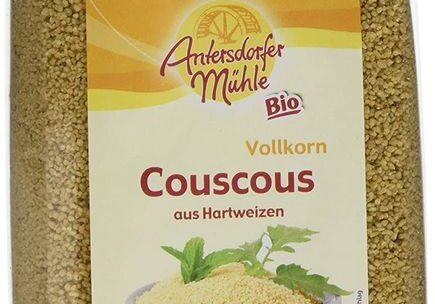 Antersdorfer
Mühle
Bio
Vollkorn
Couscous
aus Hartweizen